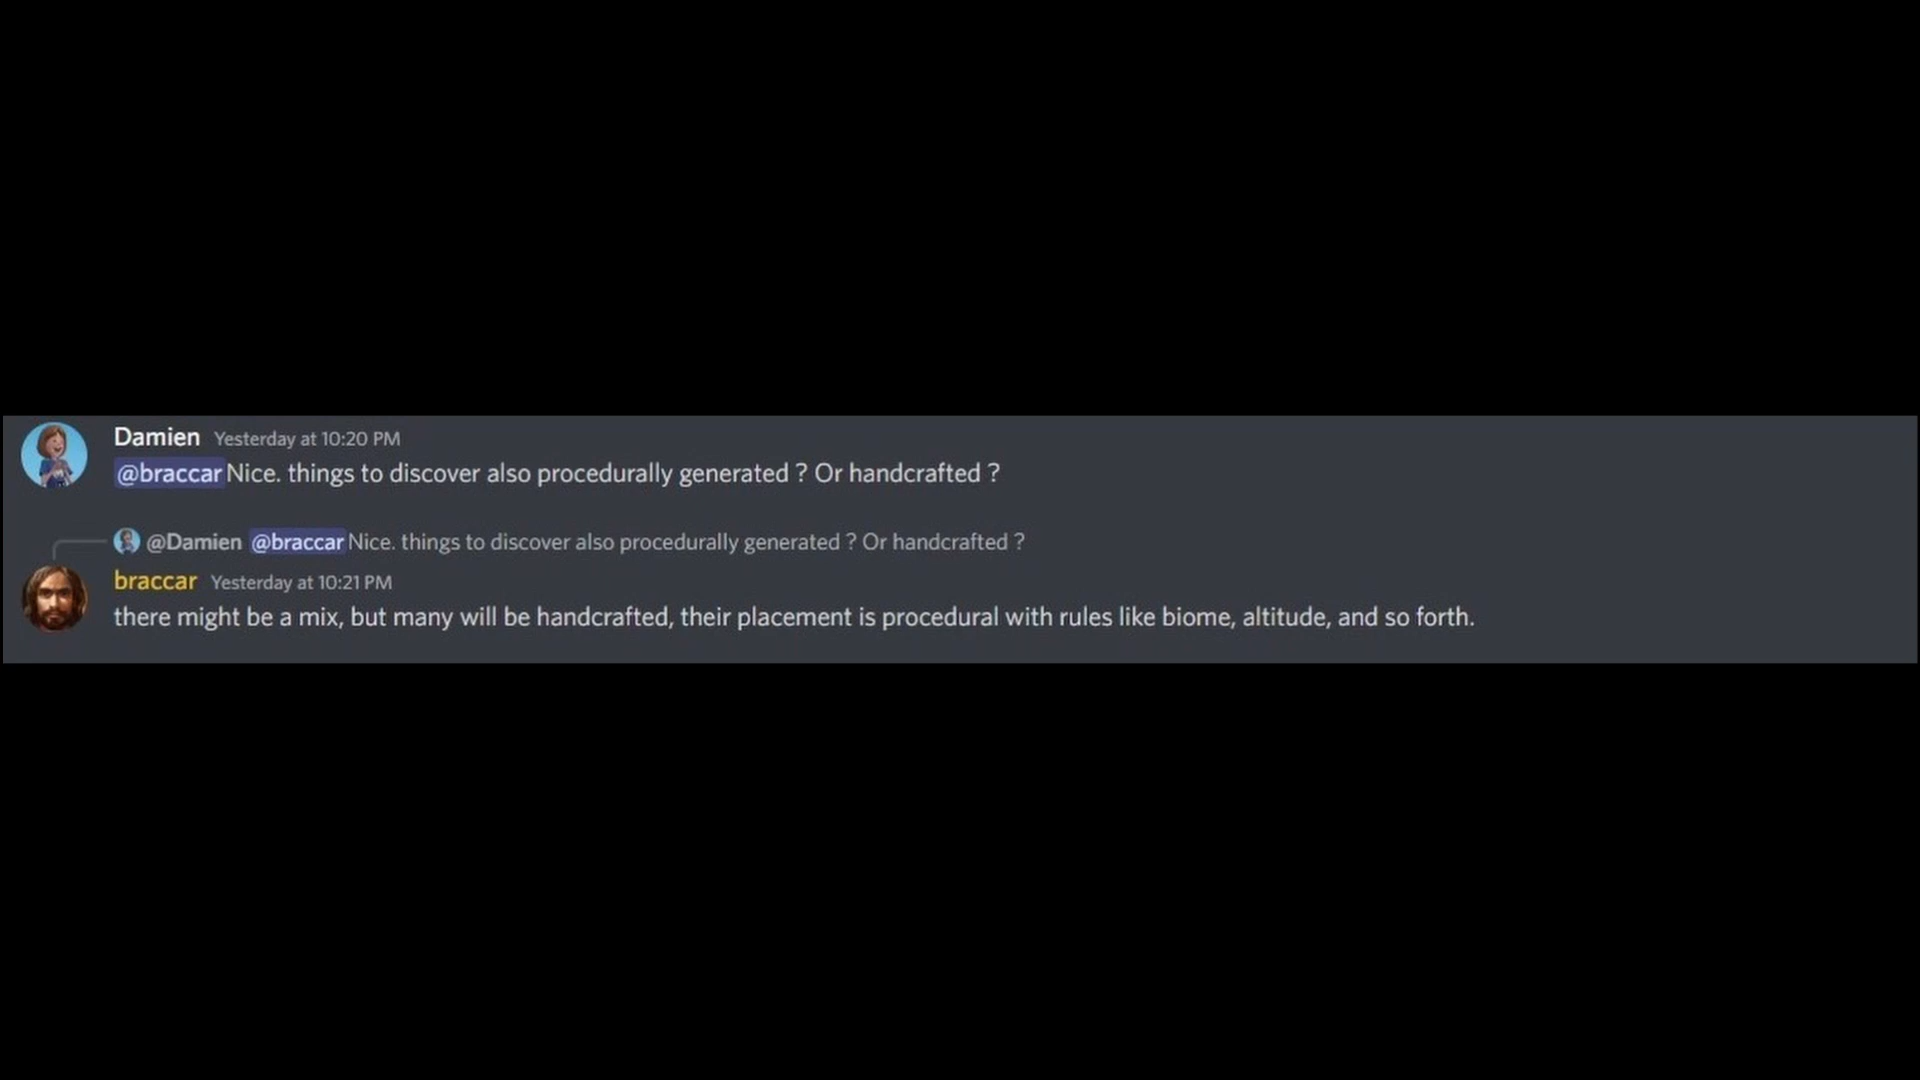 Damien Yesterday at 10:20 PM
@braccar Nice. things to discover also procedurally generated ? Or handcrafted ?
@Damien @braccar Nice. things to discover also procedurally generated ? Or handcrafted ?
braccar Yesterday at 10:21 PM
there might be a mix, but many will be handcrafted, their placement is procedural with rules like biome, altitude, and so forth.